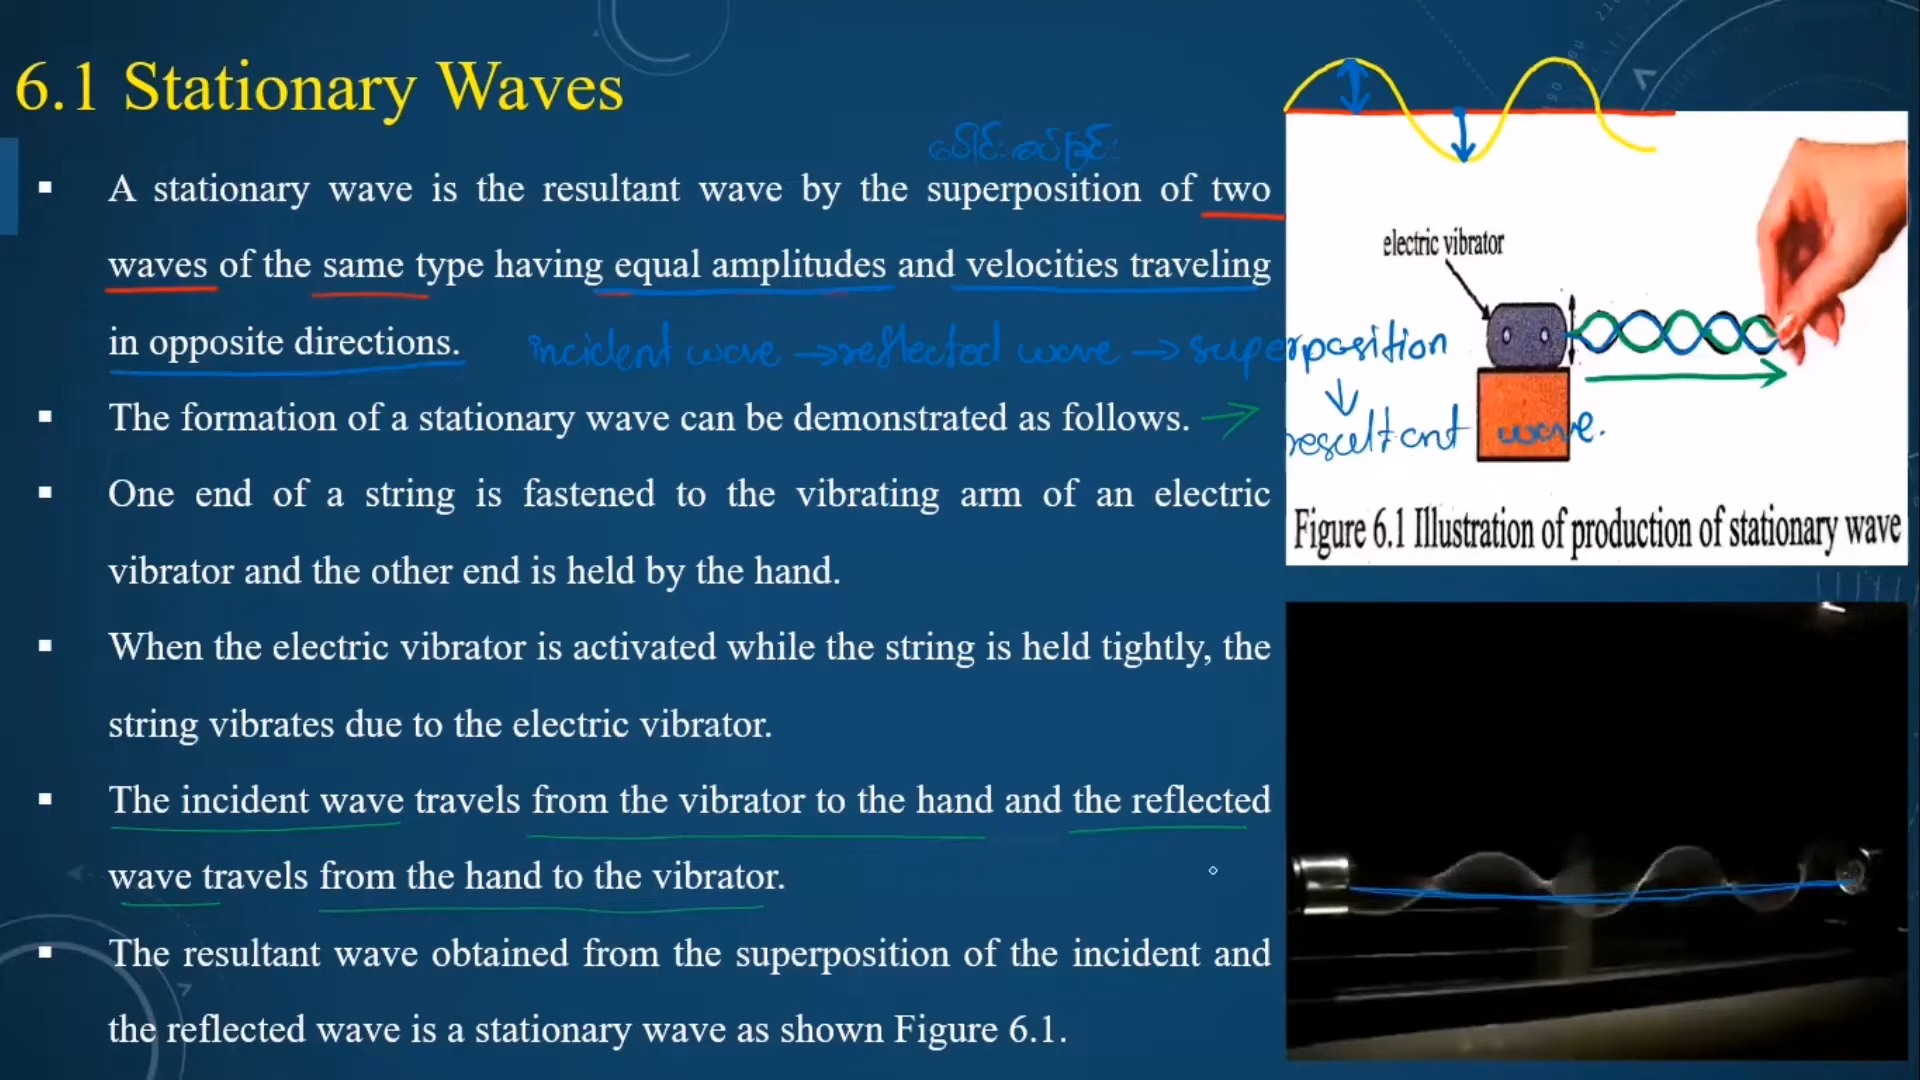 6.1 Stationary Waves
ပေါင်းစပ်ခြင်း
▪ A stationary wave is the resultant wave by the superposition of two
waves of the same type having equal amplitudes and velocities traveling
in opposite directions.
incident wave → reflected wave → superposition
↓
resultant wave.
▪ The formation of a stationary wave can be demonstrated as follows. →
▪ One end of a string is fastened to the vibrating arm of an electric
vibrator and the other end is held by the hand.
▪ When the electric vibrator is activated while the string is held tightly, the
string vibrates due to the electric vibrator.
▪ The incident wave travels from the vibrator to the hand and the reflected
wave travels from the hand to the vibrator.
▪ The resultant wave obtained from the superposition of the incident and
the reflected wave is a stationary wave as shown Figure 6.1.
electric vibrator
Figure 6.1 Illustration of production of stationary wave